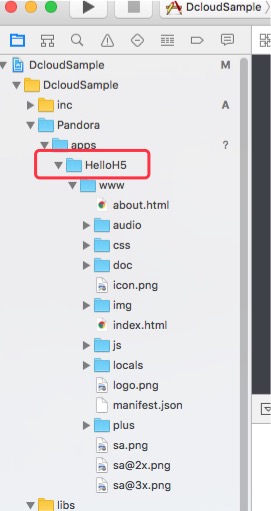 DcloudSample
DcloudSample M
DcloudSample
inc A
Pandora
apps ?
HelloH5
www
about.html
audio
css
doc
icon.png
img
index.html
js
locals
logo.png
manifest.json
plus
sa.png
sa@2x.png
sa@3x.png
libs